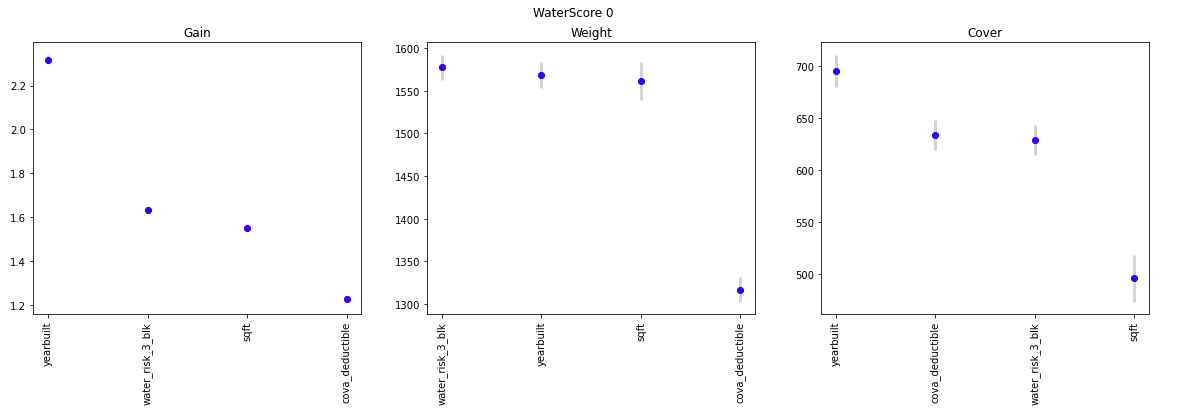 WaterScore 0
Gain
2.2
2.0
1.8
1.6
1.4
1.2
yearbuilt
water_risk_3_blk
sqft
cova_deductible
Weight
1600
1550
1500
1450
1400
1350
1300
water_risk_3_blk
yearbuilt
sqft
cova_deductible
Cover
700
650
600
550
500
yearbuilt
cova_deductible
water_risk_3_blk
sqft